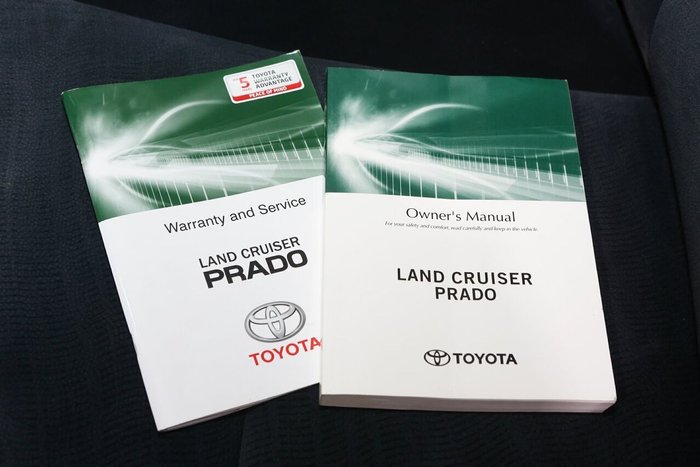 5
TOYOTA
WARRANTY
ADVANTAGE
PEACE OF MIND
Warranty and Service
LAND CRUISER
PRADO
TOYOTA
Owner's Manual
For your safety and comfort, read carefully and keep in the vehicle.
LAND CRUISER
PRADO
TOYOTA